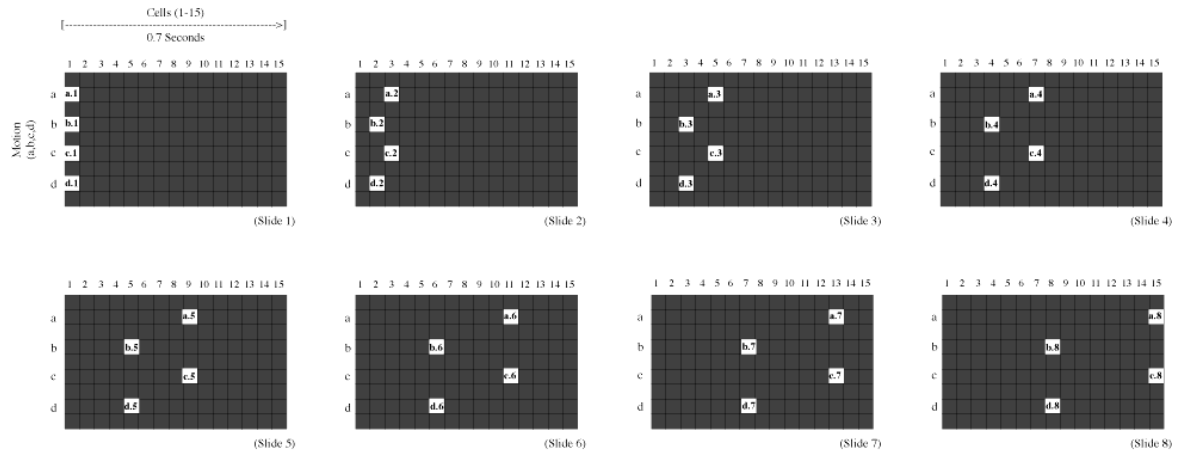 Cells (1-15)
[------------------------------------------------------>]
0.7 Seconds
1 2 3 4 5 6 7 8 9 10 11 12 13 14 15
1 2 3 4 5 6 7 8 9 10 11 12 13 14 15
1 2 3 4 5 6 7 8 9 10 11 12 13 14 15
1 2 3 4 5 6 7 8 9 10 11 12 13 14 15
Motion
(a,b,c,d)
a a.1 a a.2 a a.3 a a.4
b b.1 b b.2 b b.3 b b.4
c c.1 c c.2 c c.3 c c.4
d d.1 d d.2 d d.3 d d.4
(Slide 1) (Slide 2) (Slide 3) (Slide 4)
1 2 3 4 5 6 7 8 9 10 11 12 13 14 15
1 2 3 4 5 6 7 8 9 10 11 12 13 14 15
1 2 3 4 5 6 7 8 9 10 11 12 13 14 15
1 2 3 4 5 6 7 8 9 10 11 12 13 14 15
a a.5 a a.6 a a.7 a a.8
b b.5 b b.6 b b.7 b b.8
c c.5 c c.6 c c.7 c c.8
d d.5 d d.6 d d.7 d d.8
(Slide 5) (Slide 6) (Slide 7) (Slide 8)